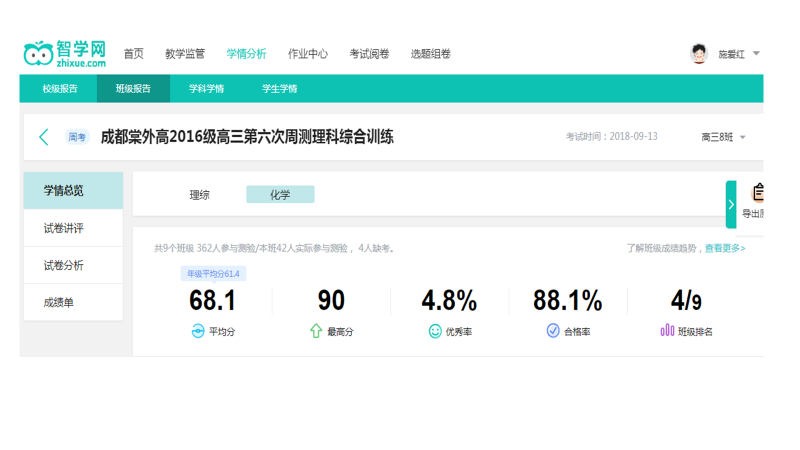 智学网
zhixue.com
首页 教学监管 学情分析 作业中心 考试阅卷 选题组卷 施爱红
校级报告 班级报告 学科学情 学生学情
周考 成都棠外高2016级高三第六次周测理科综合训练 考试时间：2018-09-13 高三8班
学情总览
试卷讲评
试卷分析
成绩单
理综 化学
导出原
共9个班级 362人参与测验/本班42人实际参与测验， 4人缺考。 了解班级成绩趋势，查看更多>
年级平均分61.4
68.1 90 4.8% 88.1% 4/9
平均分 最高分 优秀率 合格率 班级排名